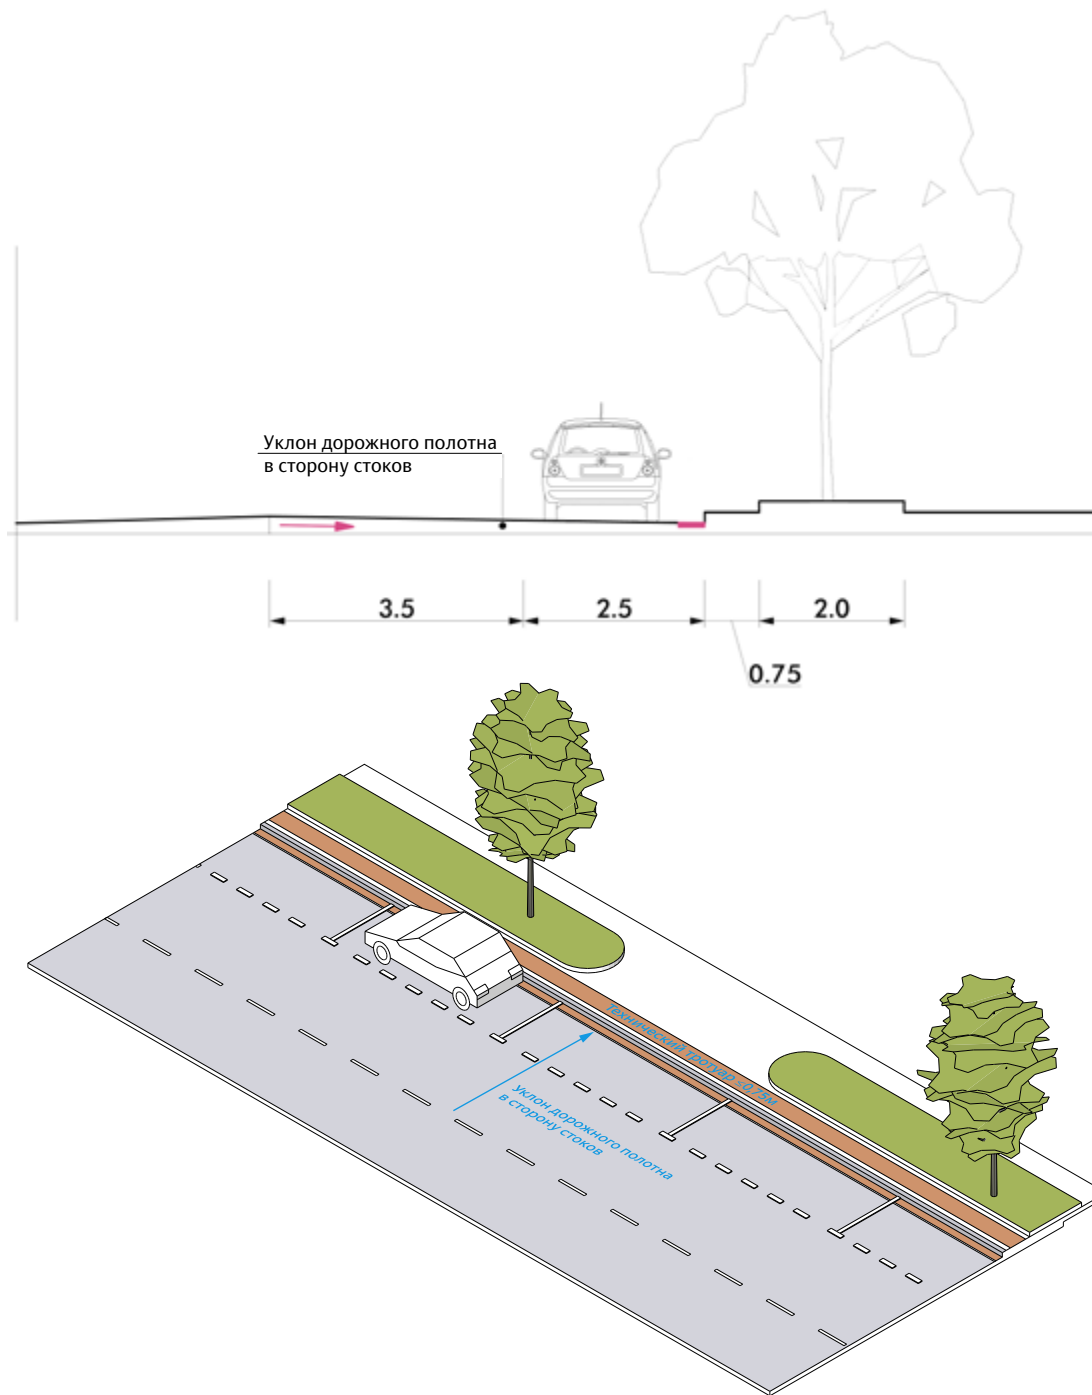 Уклон дорожного полотна
в сторону стоков
3.5
2.5
2.0
0.75
Технический тротуар ≤0.75м
Уклон дорожного полотна
в сторону стоков